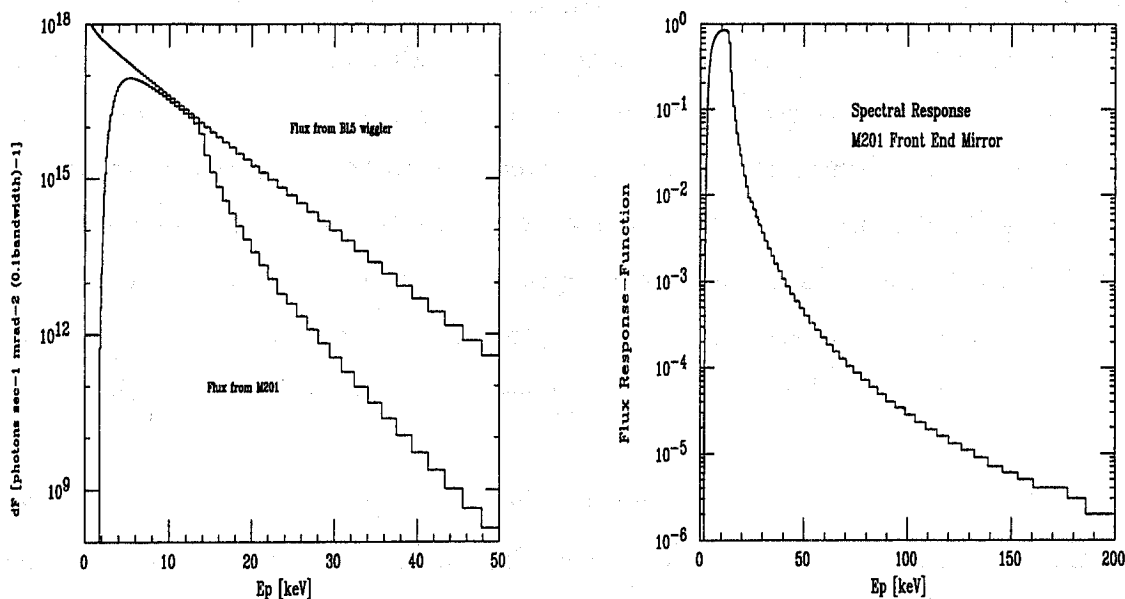 10^18
10^15
10^12
10^9
dF [photons sec-1 mrad-2 (0.1bandwidth)-1]
Flux from BL5 wiggler
Flux from M201
0 10 20 30 40 50
Ep [keV]
10^0
10^-1
10^-2
10^-3
10^-4
10^-5
10^-6
Flux Response-Function
Spectral Response
M201 Front End Mirror
0 50 100 150 200
Ep [keV]